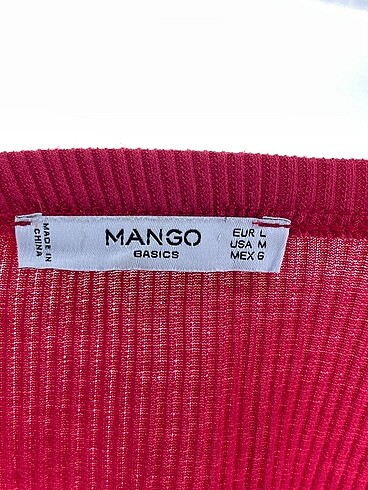 MADE IN
CHINA
MANGO
BASICS
EUR L
USA M
MEX G